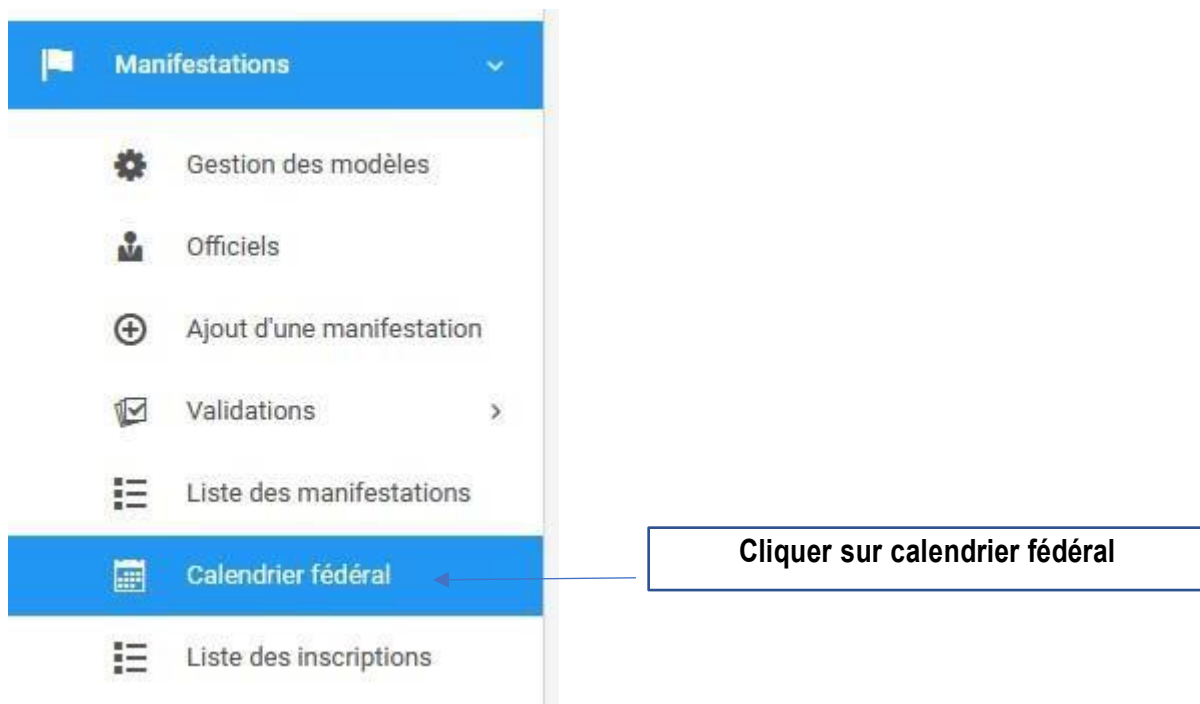 Manifestations
Gestion des modèles
Officiels
Ajout d'une manifestation
Validations
Liste des manifestations
Calendrier fédéral
Cliquer sur calendrier fédéral
Liste des inscriptions